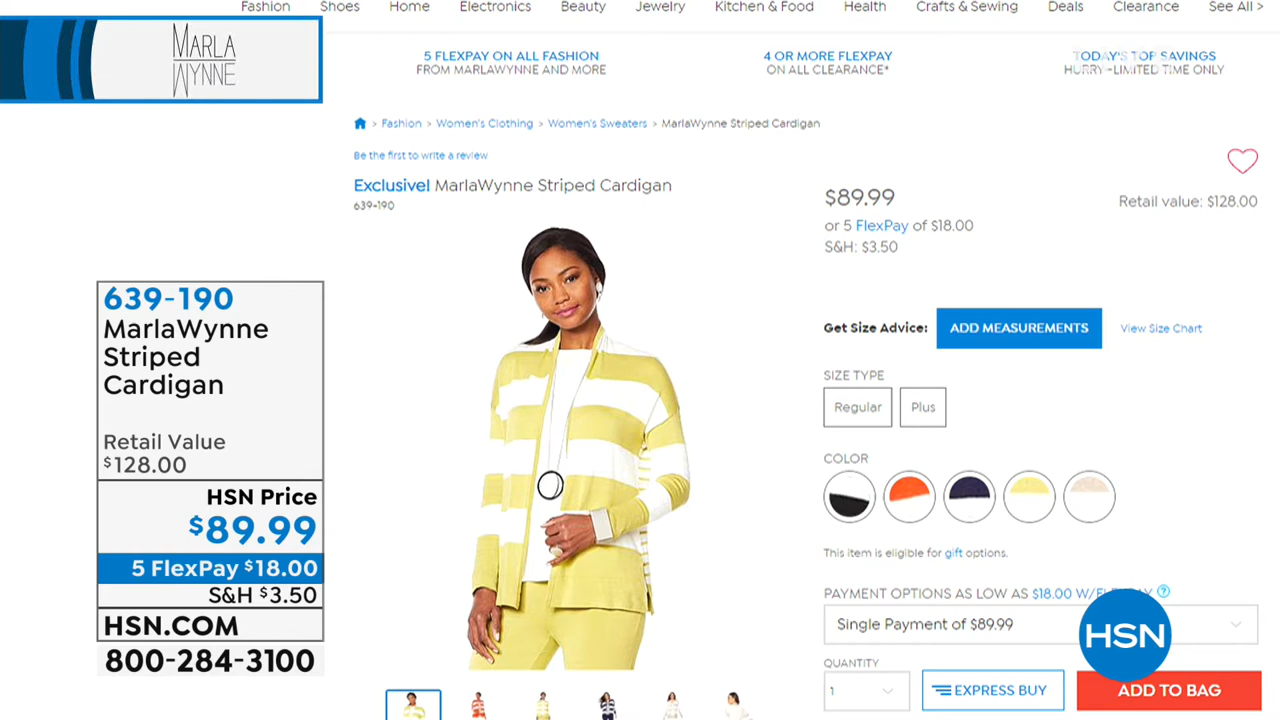 Fashion Shoes Home Electronics Beauty Jewelry Kitchen & Food Health Crafts & Sewing Deals Clearance See All >
MARLA
WYNNE
5 FLEXPAY ON ALL FASHION
FROM MARLAWYNNE AND MORE
4 OR MORE FLEXPAY
ON ALL CLEARANCE*
TODAY'S TOP SAVINGS
HURRY-LIMITED TIME ONLY
> Fashion > Women's Clothing > Women's Sweaters > MarlaWynne Striped Cardigan
Be the first to write a review
Exclusive! MarlaWynne Striped Cardigan
639-190
$89.99
Retail value: $128.00
or 5 FlexPay of $18.00
S&H: $3.50
639-190
MarlaWynne
Striped
Cardigan
Retail Value
$128.00
HSN Price
$89.99
5 FlexPay $18.00
S&H $3.50
HSN.COM
800-284-3100
Get Size Advice: ADD MEASUREMENTS View Size Chart
SIZE TYPE
Regular Plus
COLOR
This item is eligible for gift options.
PAYMENT OPTIONS AS LOW AS $18.00 W/FLEXPAY ?
Single Payment of $89.99
HSN
QUANTITY
1
EXPRESS BUY
ADD TO BAG